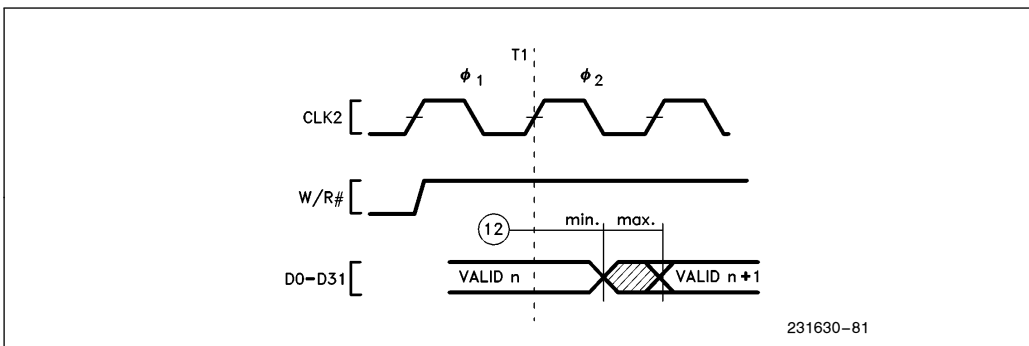 T1
ϕ 1 ϕ 2
CLK2
W/R#
12 min. max.
D0-D31 VALID n VALID n+1
231630-81